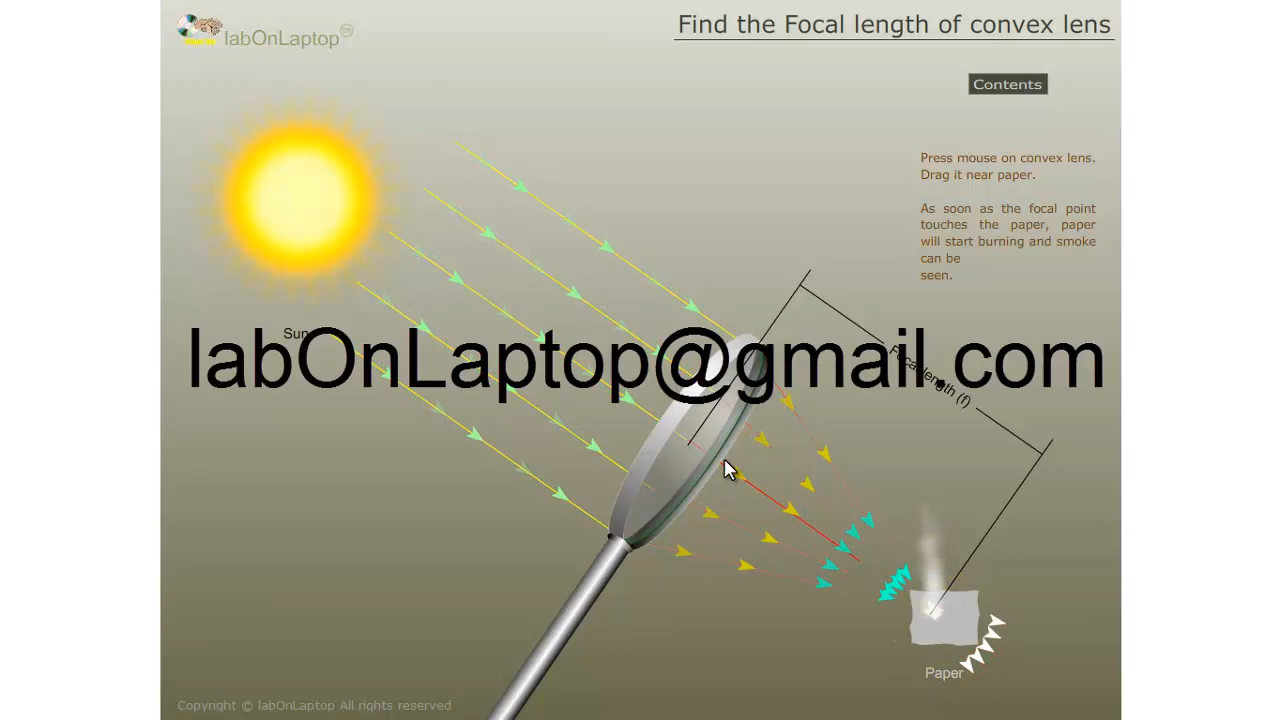 labOnLaptop TM
Find the Focal length of convex lens
Contents
Press mouse on convex lens.
Drag it near paper.
As soon as the focal point
touches the paper, paper
will start burning and smoke
can be
seen.
Sun
labOnLaptop@gmail.com
Focal length (f)
Paper
Copyright © labOnLaptop All rights reserved